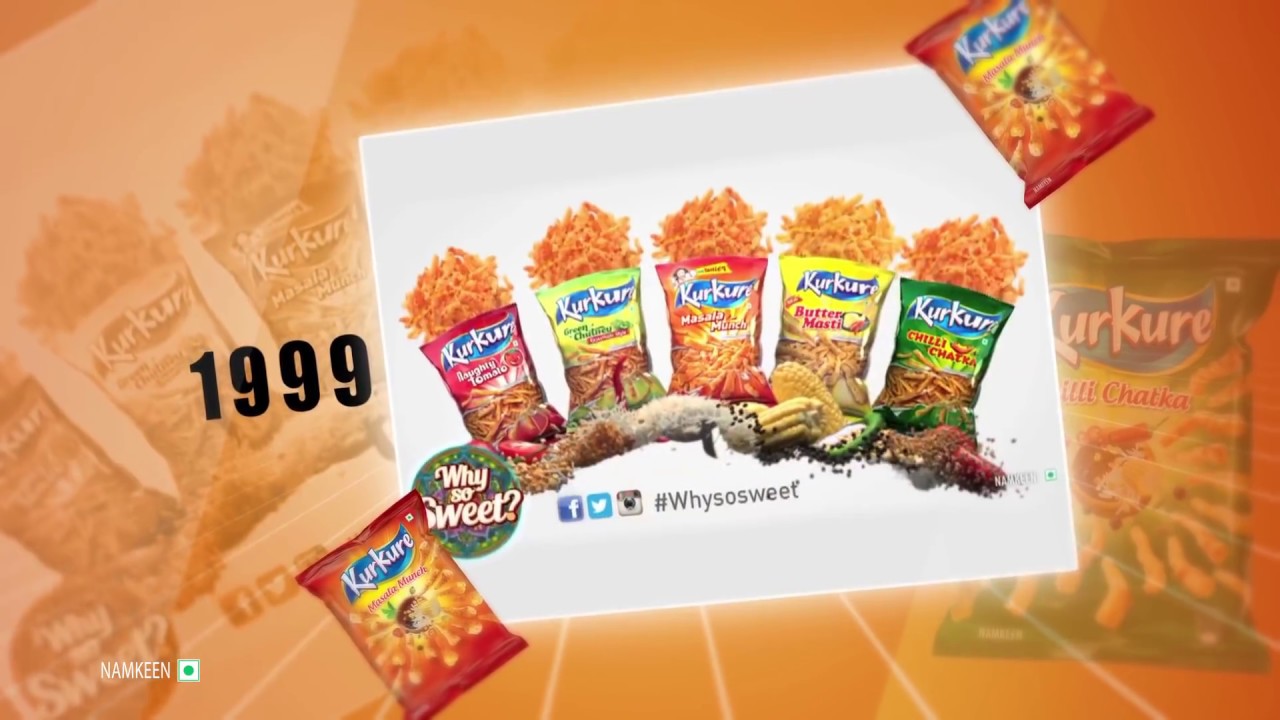 Kurkure
Masala Munch
NAMKEEN
1999
Kurkure
Naughty
Tomato
Kurkure
Green
Chutney
Kurkure
Masala
Munch
Kurkure
Butter
Masti
Kurkure
CHILLI
CHATKA
Why
so
Sweet?
#Whysosweet
NAMKEEN
Kurkure
Masala Munch
Kurkure
Masala
Munch
Kurkure
Kurkure
Chilli Chatka
NAMKEEN
Why
so
Sweet?
NAMKEEN